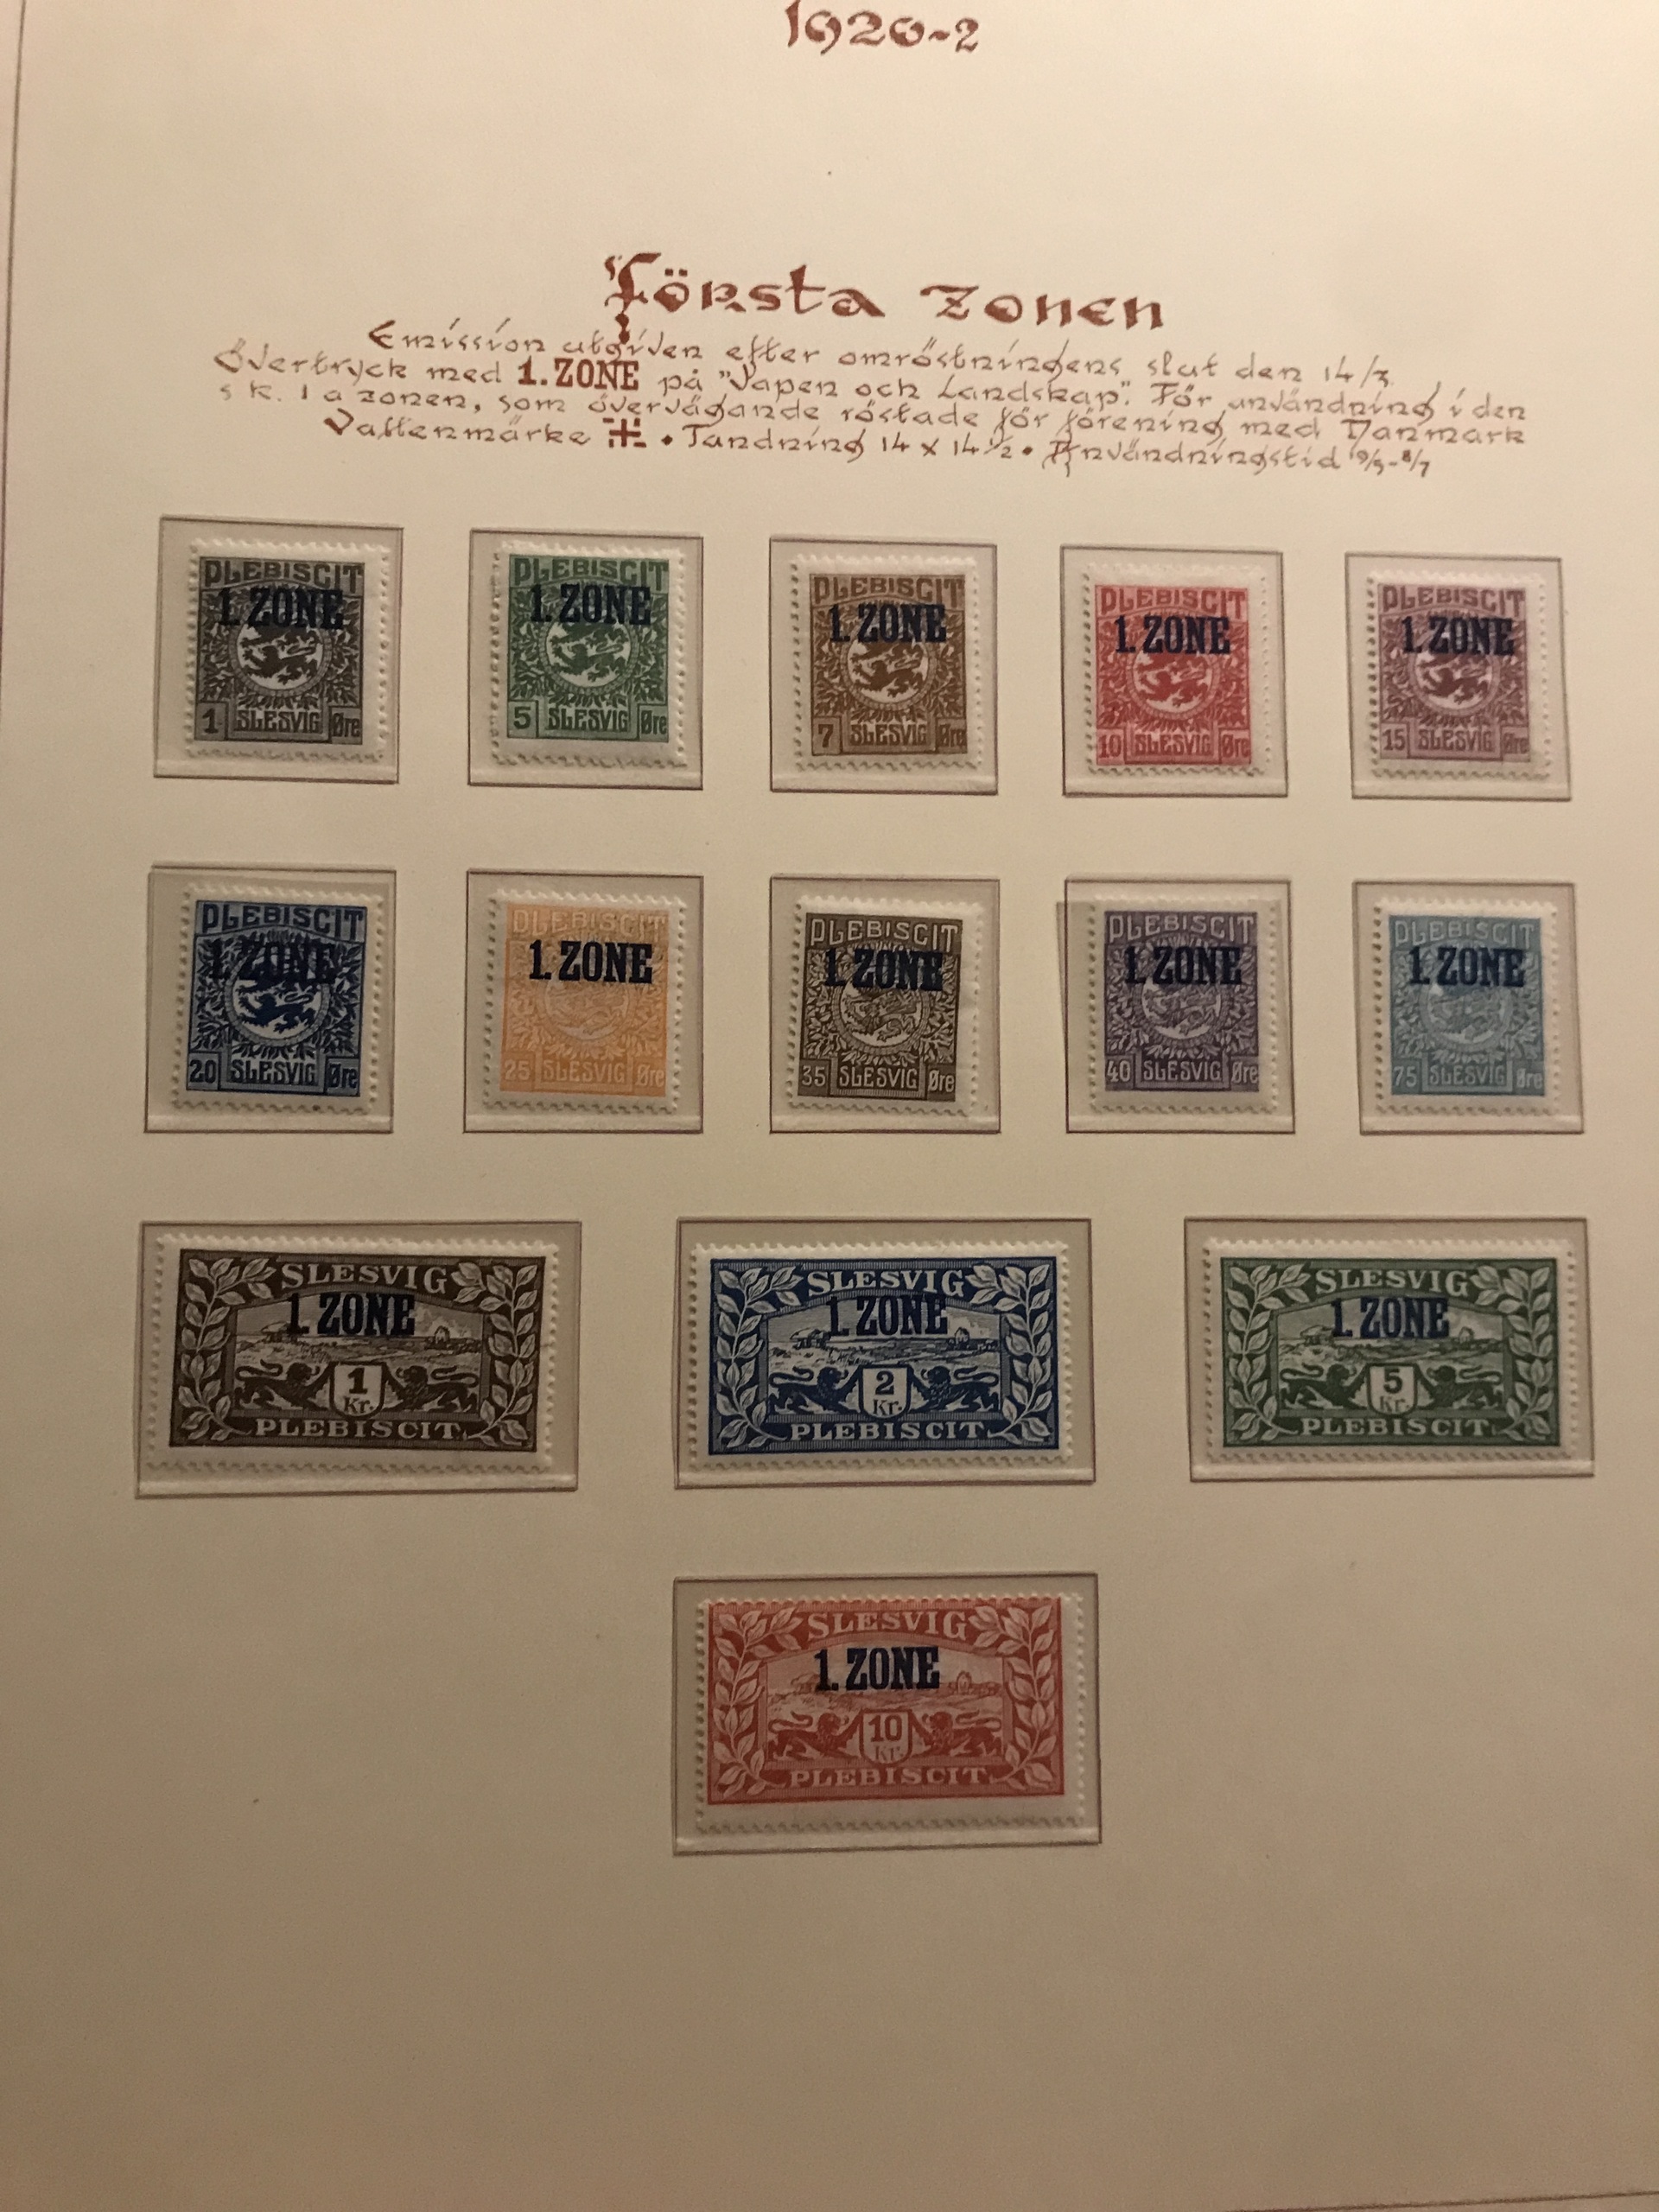 1920-2
Första zonen
Emission utgiven efter omröstningens slut den 14/3.
Övertryck med 1. ZONE på "Vapen och Landskap". För användning i den
s k. 1 a zonen, som övervägande röstade för förening med Danmark
Vattenmärke • Tandning 14 x 14 1/2 • Användningstid /5-8/7
PLEBISCIT
1. ZONE
1 SLESVIG Øre
PLEBISCIT
1. ZONE
5 SLESVIG Øre
PLEBISCIT
1. ZONE
7 SLESVIG Øre
PLEBISCIT
1. ZONE
10 SLESVIG Øre
PLEBISCIT
1. ZONE
15 SLESVIG Øre
PLEBISCIT
1. ZONE
20 SLESVIG Øre
PLEBISCIT
1. ZONE
25 SLESVIG Øre
PLEBISCIT
1. ZONE
35 SLESVIG Øre
PLEBISCIT
1. ZONE
40 SLESVIG Øre
PLEBISCIT
1. ZONE
75 SLESVIG Øre
SLESVIG
1. ZONE
1
Kr.
PLEBISCIT
SLESVIG
1. ZONE
2
Kr.
PLEBISCIT
SLESVIG
1. ZONE
5
Kr.
PLEBISCIT
SLESVIG
1. ZONE
10
Kr.
PLEBISCIT